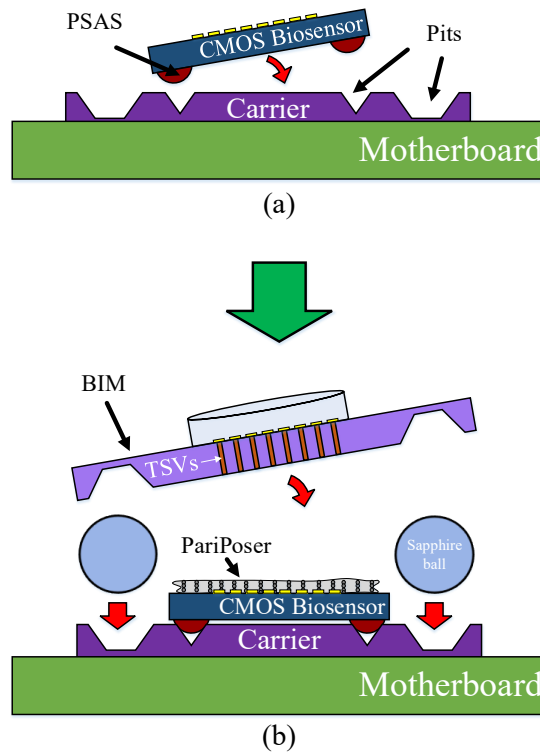 PSAS
CMOS Biosensor
Pits
Carrier
Motherboard
(a)
BIM
TSVs
PariPoser
Sapphire
ball
CMOS Biosensor
Carrier
Motherboard
(b)